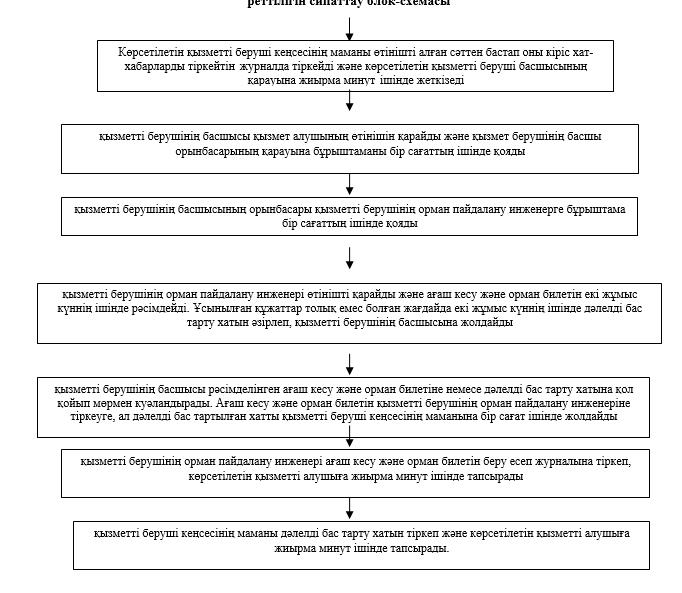 реттілігін сипаттау блок-схемасы
Көрсетілетін қызметті беруші кеңсесінің маманы өтінішті алған сәттен бастап оны кіріс хат-
хабарларды тіркейтін журналда тіркейді және көрсетілетін қызметті беруші басшысының
қарауына жиырма минут ішінде жеткізеді
қызметті берушінің басшысы қызмет алушының өтінішін қарайды және қызмет берушінің басшы
орынбасарының қарауына бұрыштаманы бір сағаттың ішінде қояды
қызметті берушінің басшысының орынбасары қызметті берушінің орман пайдалану инженерге бұрыштама
бір сағаттың ішінде қояды
қызметті берушінің орман пайдалану инженері өтінішті қарайды және ағаш кесу және орман билетін екі жұмыс
күннің ішінде рәсімдейді. Ұсынылған құжаттар толық емес болған жағдайда екі жұмыс күннің ішінде дәлелді бас
тарту хатын әзірлеп, қызметті берушінің басшысына жолдайды
қызметті берушінің басшысы рәсімделінген ағаш кесу және орман билетіне немесе дәлелді бас тарту хатына қол
қойып мөрмен куәландырады. Ағаш кесу және орман билетін қызметті берушінің орман пайдалану инженеріне
тіркеуге, ал дәлелді бас тартылған хатты қызметті беруші кеңсесінің маманына бір сағат ішінде жолдайды
қызметті берушінің орман пайдалану инженері ағаш кесу және орман билетін беру есеп журналына тіркеп,
көрсетілетін қызметті алушыға жиырма минут ішінде тапсырады
қызметті беруші кеңсесінің маманы дәлелді бас тарту хатын тіркеп және көрсетілетін қызметті алушыға
жиырма минут ішінде тапсырады.